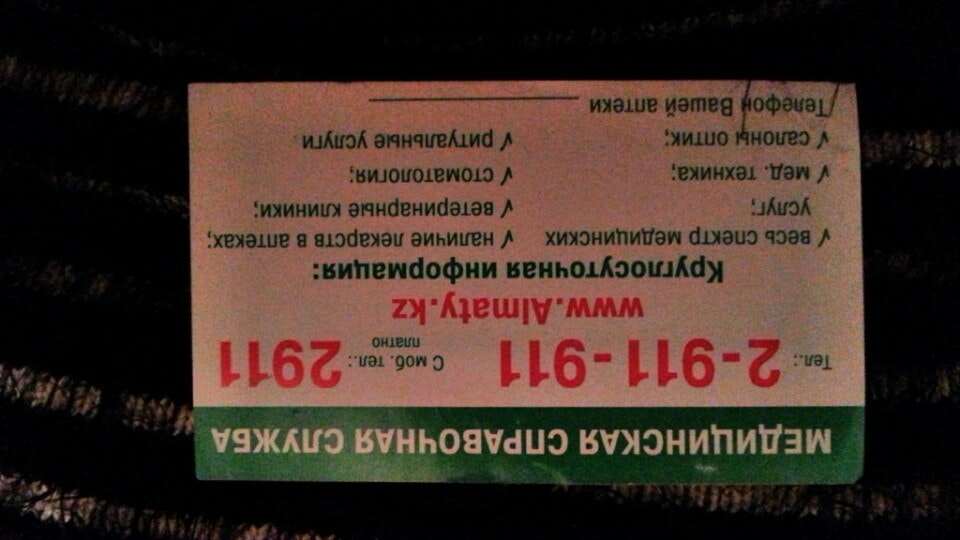 МЕДИЦИНСКАЯ СПРАВОЧНАЯ СЛУЖБА
Тел.: 2-911-911 С моб. тел.: платно 2911
www.Almaty.kz
Круглосуточная информация:
√ весь спектр медицинских услуг;
√ мед. техника;
√ салоны оптик;
√ наличие лекарств в аптеках;
√ ветеринарные клиники;
√ стоматология;
√ ритуальные услуги
Телефон Вашей аптеки